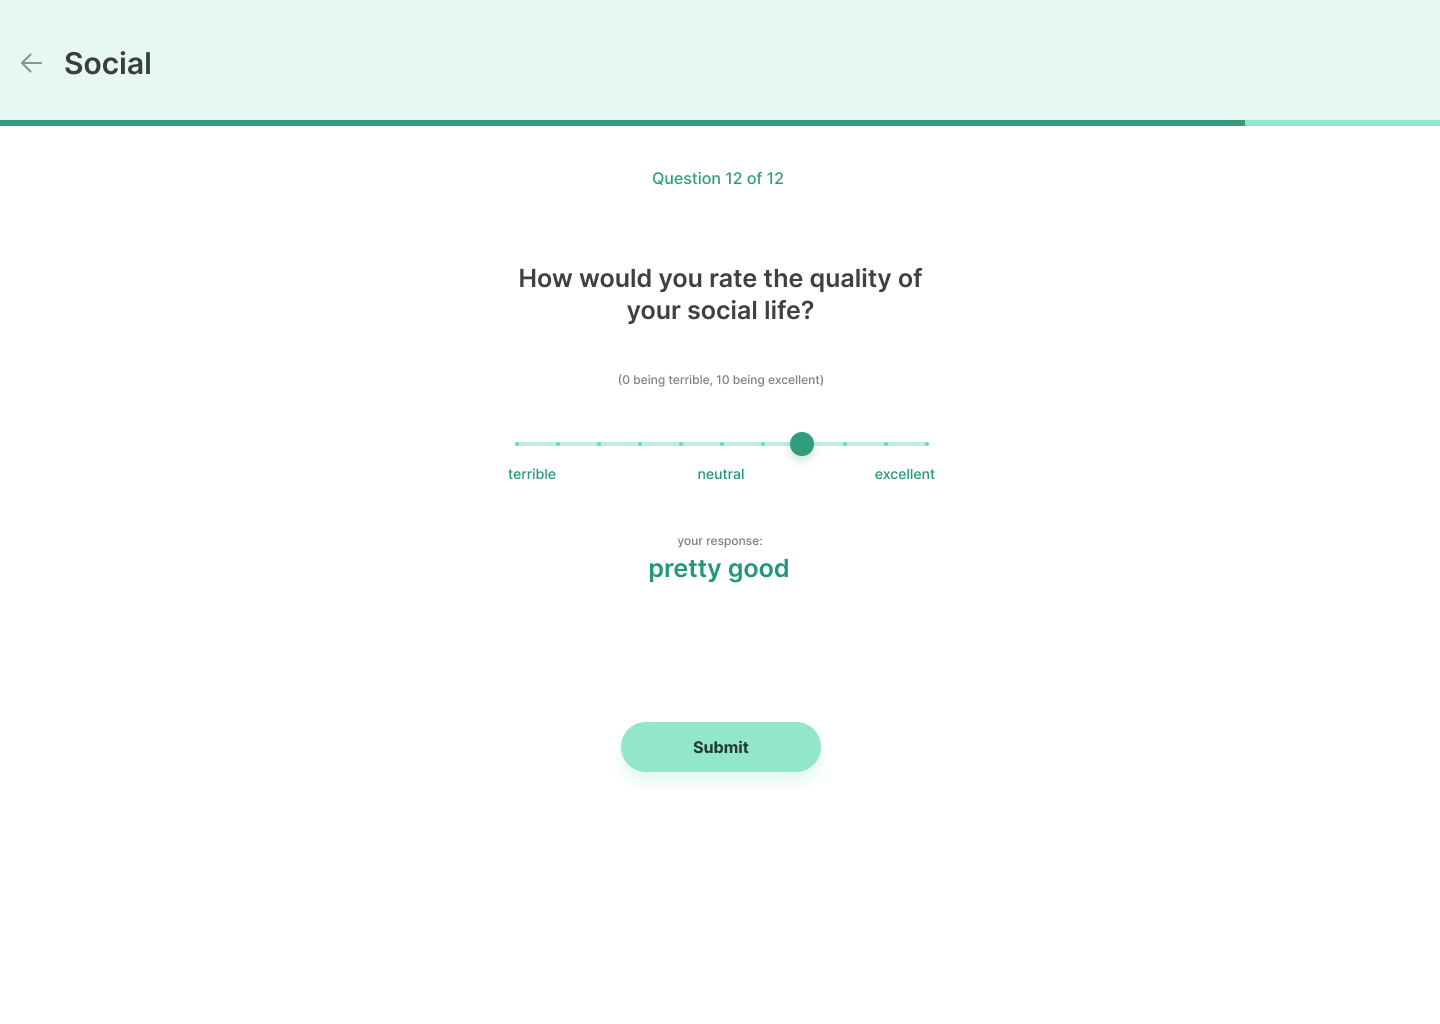 Social
Question 12 of 12
How would you rate the quality of
your social life?
(0 being terrible, 10 being excellent)
terrible neutral excellent
your response:
pretty good
Submit